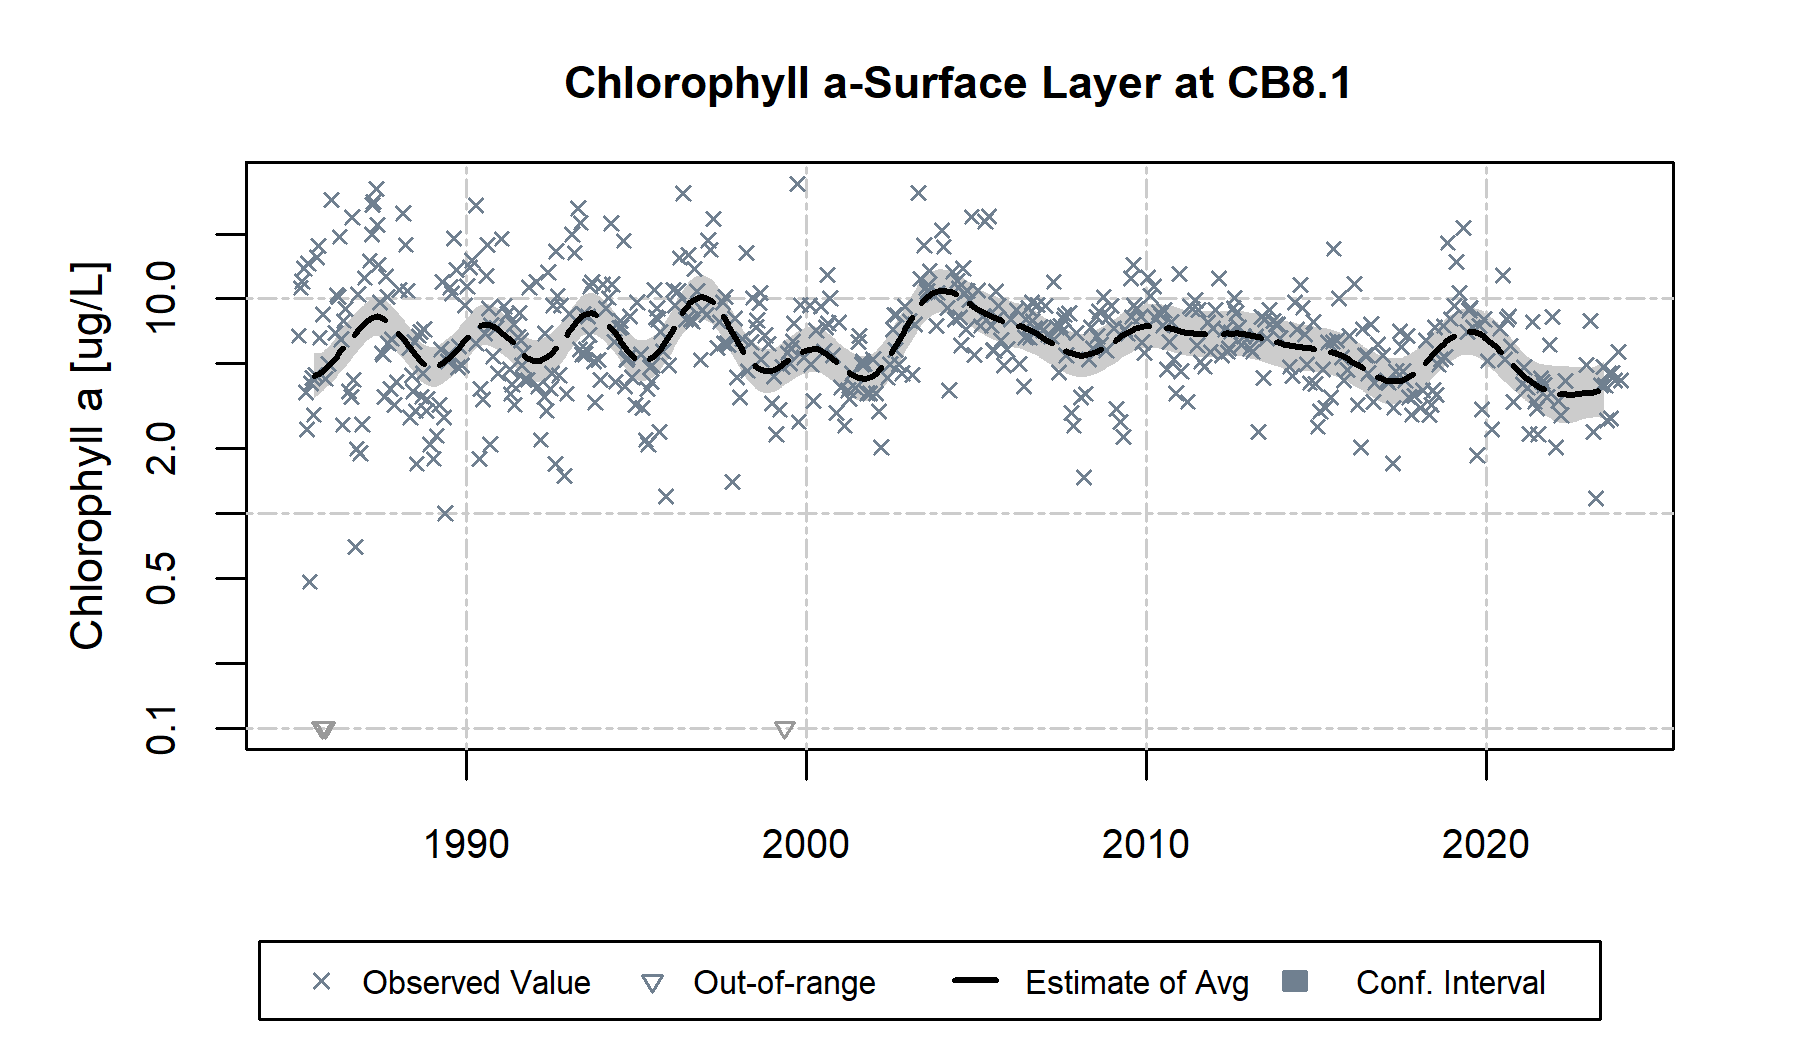 Chlorophyll a-Surface Layer at CB8.1
Chlorophyll a [ug/L]
10.0
2.0
0.5
0.1
1990 2000 2010 2020
Observed Value Out-of-range Estimate of Avg Conf. Interval